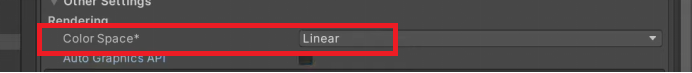 Other Settings
Rendering
Color Space* Linear
Auto Graphics API